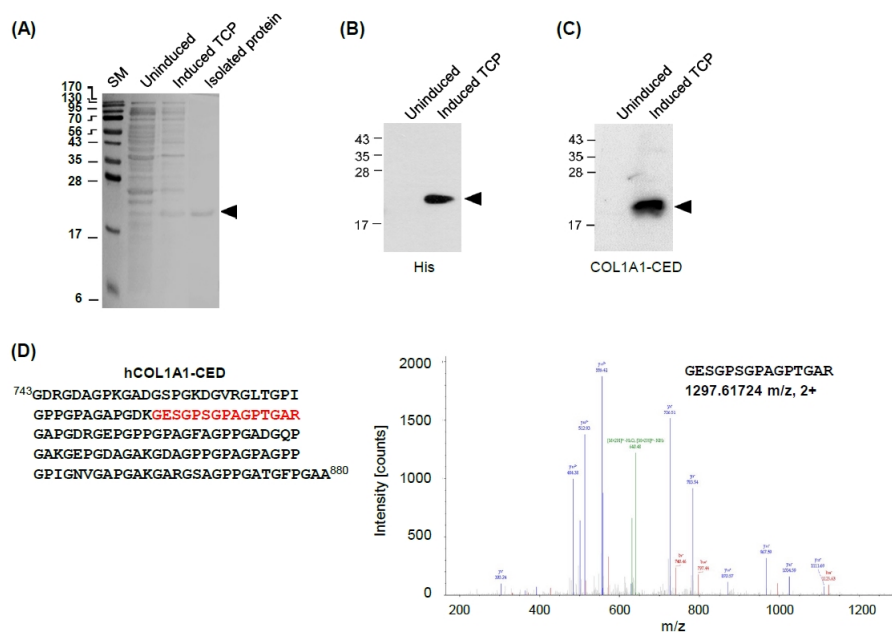 (A)
SM
Uninduced
Induced TCP
Isolated protein
170
130
95
70
56
43
35
28
17
6
(B)
Uninduced
Induced TCP
43
35
28
17
His
(C)
Uninduced
Induced TCP
43
35
28
17
COL1A1-CED
(D)
hCOL1A1-CED
743GDRGDAGPKGADGSPGKDGVRGLTGPI
GPPGPAGAPGDKGESGPSGPAGPTGAR
GAPGDRGEPGPPGPAGFAGPPGADGQP
GAKGEPGDAGAKGDAGPPGPAGPAGPP
GPIGNVGAPGAKGARGSAGPPGATGFPGAA880
GESGPSGPAGPTGAR
1297.61724 m/z, 2+
Intensity [counts]
2000
1500
1000
500
0
200 400 600 800 1000 1200
m/z